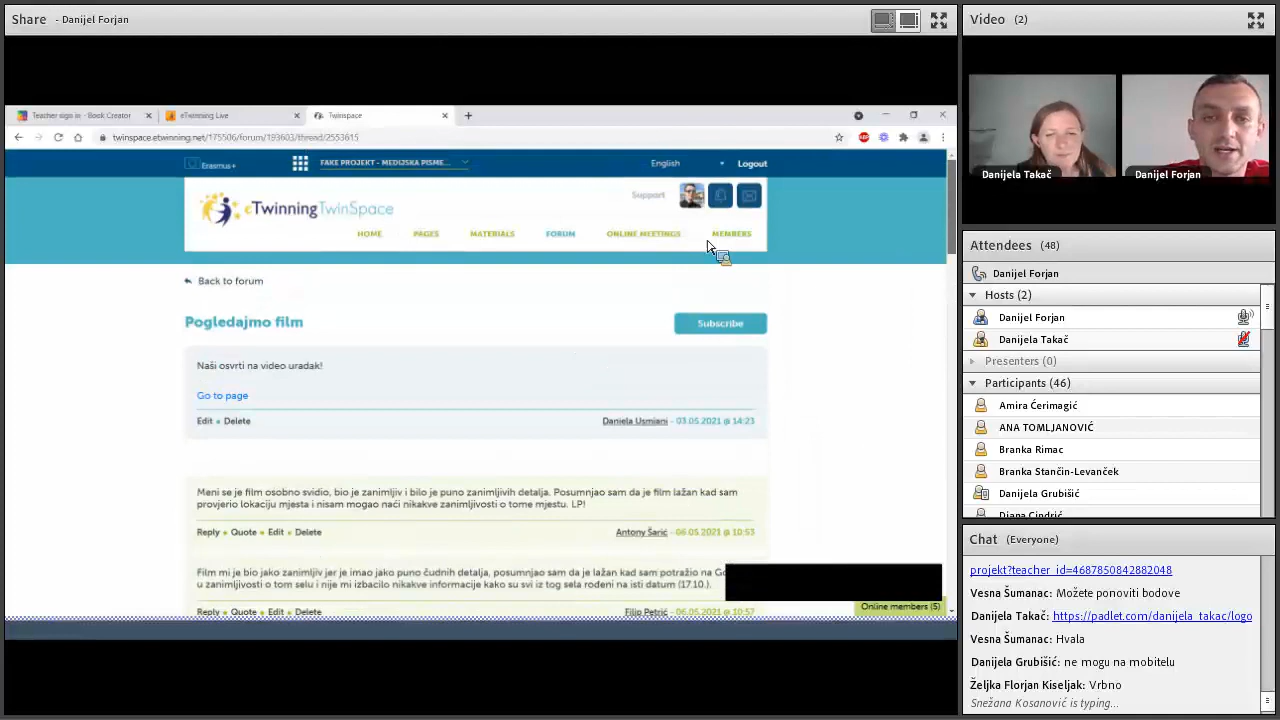 Share - Danijel Forjan
Teacher sign in - Book Creator
eTwinning Live
Twinspace
twinspace.etwinning.net/175506/forum/193603/thread/2553615
Erasmus+
FAKE PROJEKT - MEDIJSKA PISME...
English
Logout
eTwinningTwinSpace
Support
HOME
PAGES
MATERIALS
FORUM
ONLINE MEETINGS
MEMBERS
Back to forum
Pogledajmo film
Subscribe
Naši osvrti na video uradak!
Go to page
Edit • Delete
Daniela Usmiani - 03.05.2021 @ 14:23
Meni se je film osobno svidio, bio je zanimljiv i bilo je puno zanimljivih detalja. Posumnjao sam da je film lažan kad sam
provjerio lokaciju mjesta i nisam mogao naći nikakve zanimljivosti o tome mjestu. LP!
Reply • Quote • Edit • Delete
Antony Šarić - 06.05.2021 @ 10:53
Film mi je bio jako zanimljiv jer je imao jako puno čudnih detalja, posumnjao sam da je lažan kad sam potražio na Go
u zanimljivosti o tom selu i nije mi izbacilo nikakve informacije kako su svi iz tog sela rođeni na isti datum (17.10.).
Reply • Quote • Edit • Delete
Filip Petrić - 06.05.2021 @ 10:57
Online members (5)
Video (2)
Danijela Takač
Danijel Forjan
Attendees (48)
Danijel Forjan
Hosts (2)
Danijel Forjan
Danijela Takač
Presenters (0)
Participants (46)
Amira Ćerimagić
ANA TOMLJANOVIĆ
Branka Rimac
Branka Stančin-Levanček
Danijela Grubišić
Diana Cindrić
Chat (Everyone)
projekt?teacher_id=4687850842882048
Vesna Šumanac: Možete ponoviti bodove
Danijela Takač: https://padlet.com/danijela_takac/logo
Vesna Šumanac: Hvala
Danijela Grubišić: ne mogu na mobitelu
Željka Florjan Kiseljak: Vrbno
Snežana Kosanović is typing...